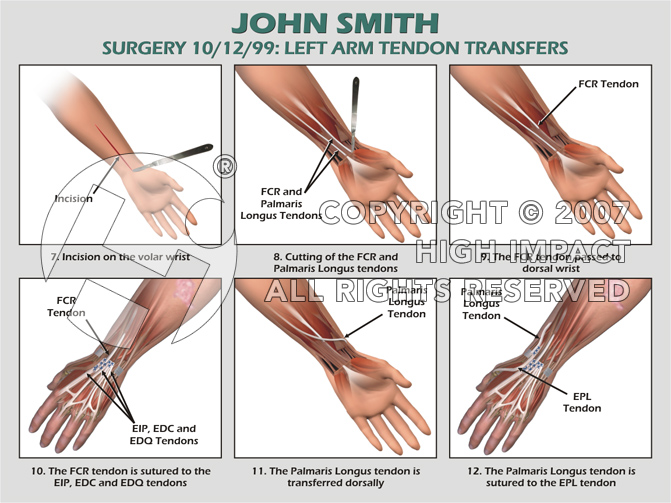 JOHN SMITH
SURGERY 10/12/99: LEFT ARM TENDON TRANSFERS
Incision
7. Incision on the volar wrist
FCR and
Palmaris
Longus Tendons
8. Cutting of the FCR and
Palmaris Longus tendons
FCR Tendon
9. The FCR tendon passed to
dorsal wrist
®
COPYRIGHT © 2007
HIGH IMPACT
ALL RIGHTS RESERVED
FCR
Tendon
EIP, EDC and
EDQ Tendons
10. The FCR tendon is sutured to the
EIP, EDC and EDQ tendons
Palmaris
Longus
Tendon
11. The Palmaris Longus tendon is
transferred dorsally
Palmaris
Longus
Tendon
EPL
Tendon
12. The Palmaris Longus tendon is
sutured to the EPL tendon